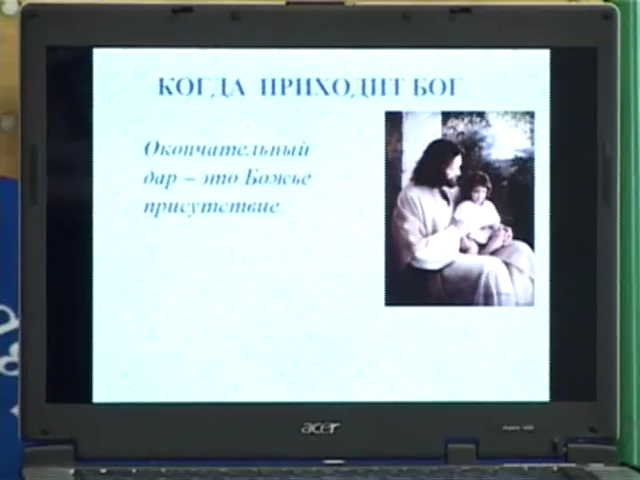 КОГДА ПРИХОДИТ БОГ
Окончательный
дар – это Божье
присутствие
acer